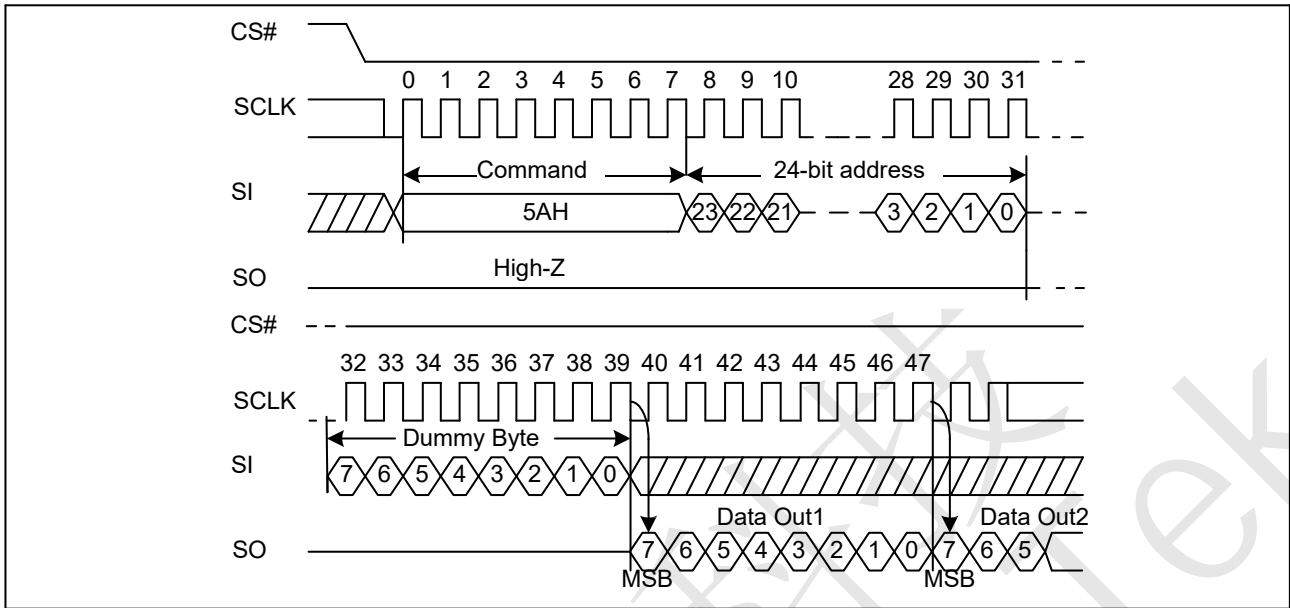 CS#
0 1 2 3 4 5 6 7 8 9 10 28 29 30 31
SCLK
Command 24-bit address
SI
5AH 23 22 21 3 2 1 0
High-Z
SO
CS#
32 33 34 35 36 37 38 39 40 41 42 43 44 45 46 47
SCLK
Dummy Byte
SI
7 6 5 4 3 2 1 0
Data Out1 Data Out2
SO
7 6 5 4 3 2 1 0 7 6 5
MSB MSB
科技
Tek